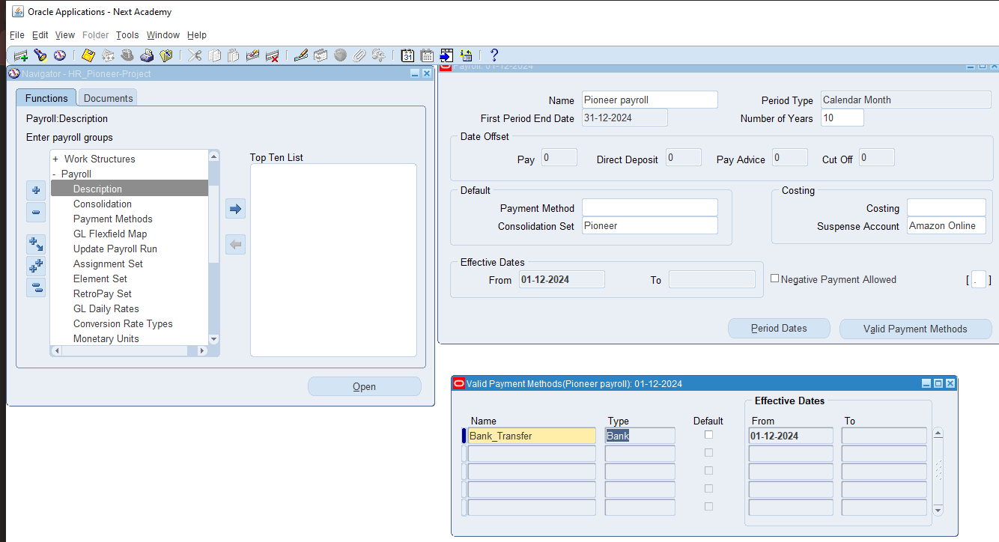 Oracle Applications - Next Academy
File Edit View Folder Tools Window Help
Navigator - HR_Pioneer-Project
Functions
Documents
Payroll:Description
Enter payroll groups
+ Work Structures
- Payroll
Description
Consolidation
Payment Methods
GL Flexfield Map
Update Payroll Run
Assignment Set
Element Set
RetroPay Set
GL Daily Rates
Conversion Rate Types
Monetary Units
Top Ten List
Open
Payroll: 01-12-2024
Name Pioneer payroll
Period Type Calendar Month
First Period End Date 31-12-2024
Number of Years 10
Date Offset
Pay 0 Direct Deposit 0 Pay Advice 0 Cut Off 0
Default
Payment Method
Consolidation Set Pioneer
Costing
Costing
Suspense Account Amazon Online
Effective Dates
From 01-12-2024 To
Negative Payment Allowed
[ . ]
Period Dates
Valid Payment Methods
Valid Payment Methods(Pioneer payroll): 01-12-2024
Effective Dates
Name Type Default From To
Bank_Transfer Bank 01-12-2024